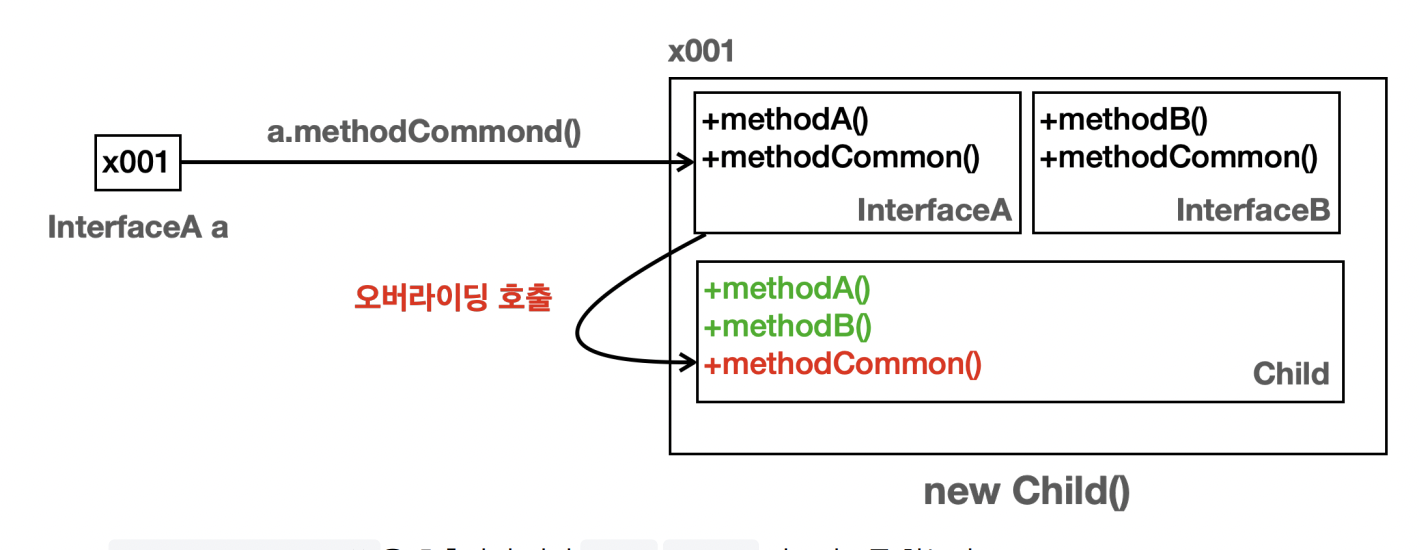 x001
a.methodCommond()
x001
InterfaceA a
+methodA()
+methodCommon()
InterfaceA
+methodB()
+methodCommon()
InterfaceB
오버라이딩 호출
+methodA()
+methodB()
+methodCommon()
Child
new Child()